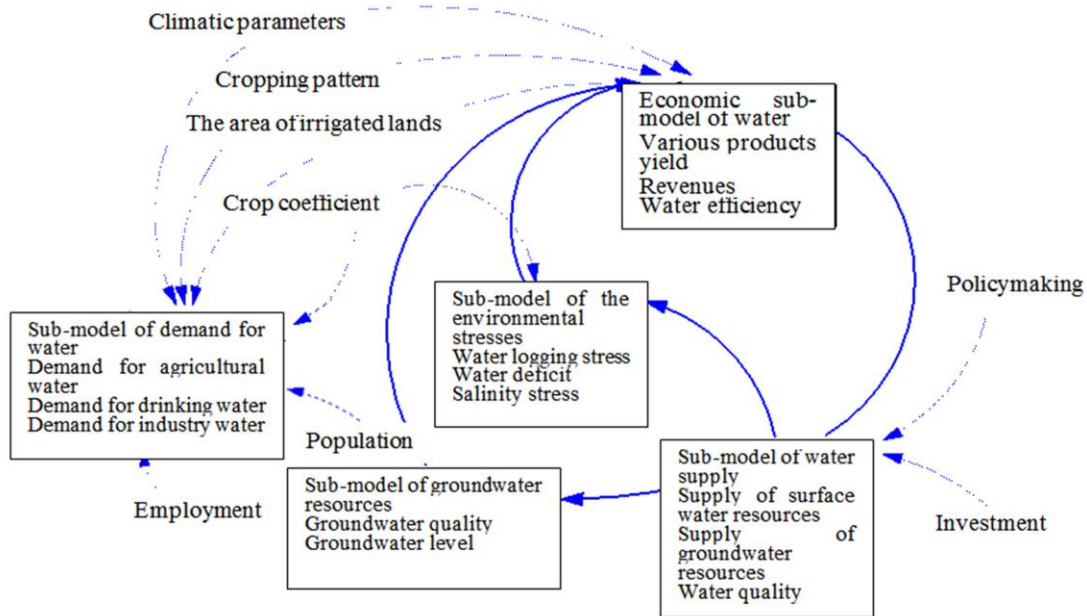 Climatic parameters
Cropping pattern
The area of irrigated lands
Crop coefficient
Economic sub-
model of water
Various products
yield
Revenues
Water efficiency
Policymaking
Sub-model of the
environmental
stresses
Water logging stress
Water deficit
Salinity stress
Sub-model of demand for
water
Demand for agricultural
water
Demand for drinking water
Demand for industry water
Population
Employment
Sub-model of groundwater
resources
Groundwater quality
Groundwater level
Sub-model of water
supply
Supply of surface
water resources
Supply of
groundwater
resources
Water quality
Investment